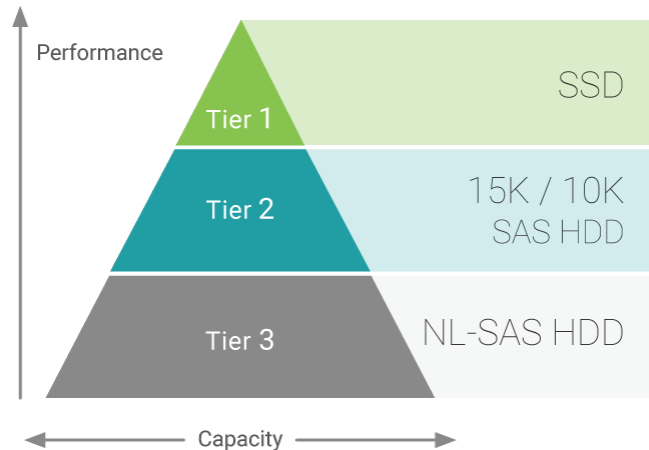 Performance
SSD
Tier 1
15K / 10K
SAS HDD
Tier 2
NL-SAS HDD
Tier 3
Capacity